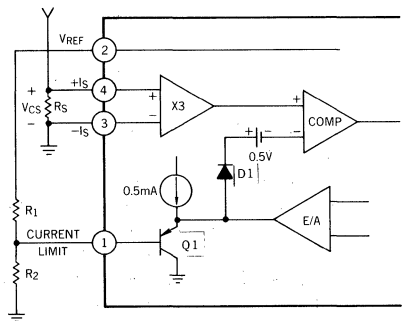 VREF
2
+IS
4
+
VCS
RS
-
-IS
3
+
-
X3
+
-
COMP
+
-
0.5V
D1
0.5mA
E/A
R1
CURRENT
LIMIT
1
Q1
R2